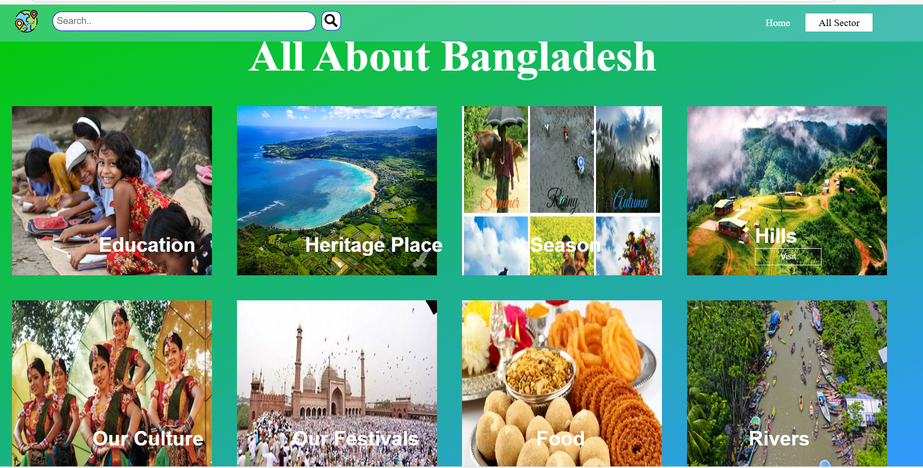 Search..
Home
All Sector
All About Bangladesh
Education
Heritage Place
Summer
Rainy
Autumn
Season
Hills
Visit
Our Culture
Our Festivals
Food
Rivers